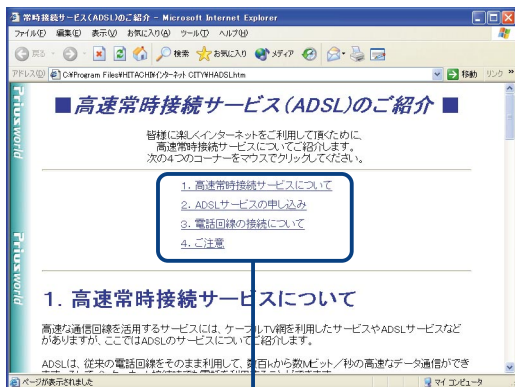 常時接続サービス(ADSL)のご紹介 - Microsoft Internet Explorer
ファイル(F) 編集(E) 表示(V) お気に入り(A) ツール(T) ヘルプ(H)
戻る 検索 お気に入り メディア
アドレス(D) C:¥Program Files¥HITACHI¥インターネット CITY¥HADSL.htm 移動 リンク »
Prius world
■高速常時接続サービス(ADSL)のご紹介 ■
皆様に楽しくインターネットをご利用して頂くために、
高速常時接続サービスについてご紹介します。
次の4つのコーナーをマウスでクリックしてください。
1. 高速常時接続サービスについて
2. ADSLサービスの申し込み
3. 電話回線の接続について
4. ご注意
Prius world
1. 高速常時接続サービスについて
高速な通信回線を活用するサービスには、ケーブルTV網を利用したサービスやADSLサービスなど
がありますが、ここではADSLのサービスについてご紹介します。
ADSLは、従来の電話回線をそのまま利用して、数百kから数Mビット/秒の高速なデータ通信ができ
ページが表示されました マイ コンピュータ